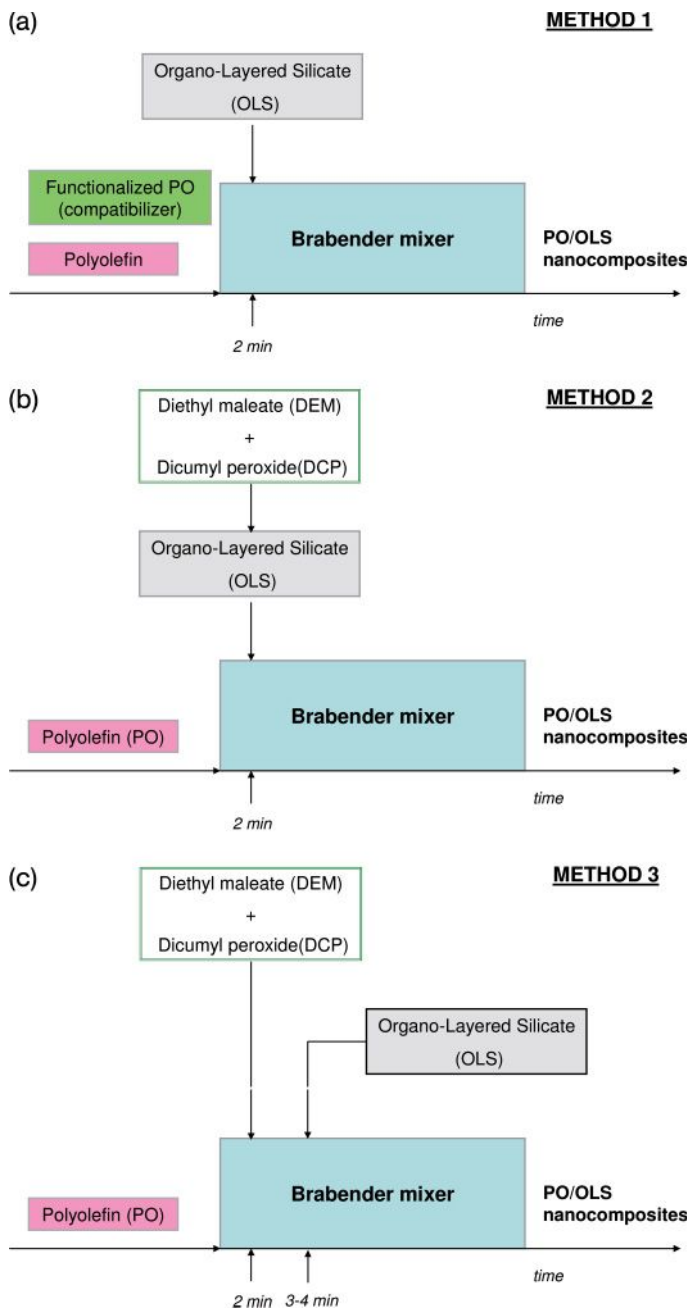 (a)
METHOD 1
Organo-Layered Silicate
(OLS)
Functionalized PO
(compatibilizer)
Polyolefin
Brabender mixer
PO/OLS
nanocomposites
time
2 min
(b)
METHOD 2
Diethyl maleate (DEM)
+
Dicumyl peroxide(DCP)
Organo-Layered Silicate
(OLS)
Polyolefin (PO)
Brabender mixer
PO/OLS
nanocomposites
time
2 min
(c)
METHOD 3
Diethyl maleate (DEM)
+
Dicumyl peroxide(DCP)
Organo-Layered Silicate
(OLS)
Polyolefin (PO)
Brabender mixer
PO/OLS
nanocomposites
time
2 min
3-4 min